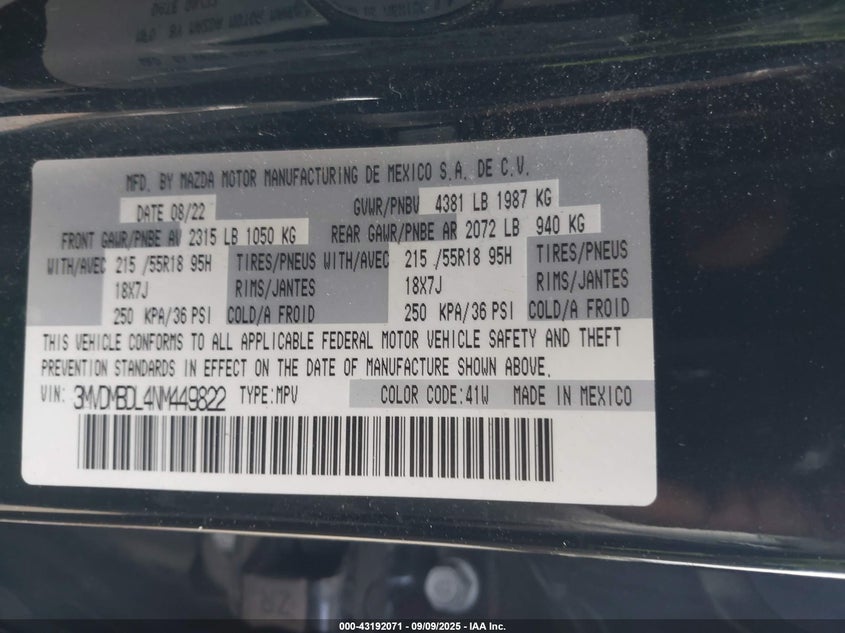 MFD. BY MAZDA MOTOR MANUFACTURING DE MEXICO S.A. DE C.V.
DATE 08/22 GVWR/PNBV 4381 LB 1987 KG
FRONT GAWR/PNBE AV 2315 LB 1050 KG REAR GAWR/PNBE AR 2072 LB 940 KG
WITH/AVEC 215 /55R18 95H TIRES/PNEUS WITH/AVEC 215 /55R18 95H TIRES/PNEUS
18X7J RIMS/JANTES 18X7J RIMS/JANTES
250 KPA/36 PSI COLD/A FROID 250 KPA/36 PSI COLD/A FROID
THIS VEHICLE CONFORMS TO ALL APPLICABLE FEDERAL MOTOR VEHICLE SAFETY AND THEFT
PREVENTION STANDARDS IN EFFECT ON THE DATE OF MANUFACTURE SHOWN ABOVE.
VIN: 3MVDMBDL4NM449822 TYPE:MPV COLOR CODE:41W MADE IN MEXICO
000-43192071 - 09/09/2025 - IAA Inc.